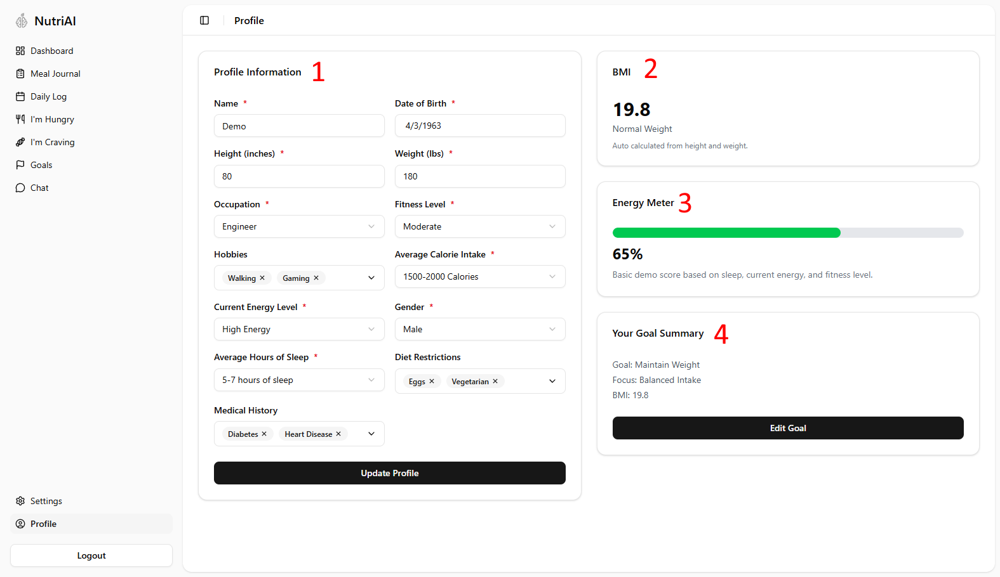 NutriAI
Dashboard
Meal Journal
Daily Log
I'm Hungry
I'm Craving
Goals
Chat
Settings
Profile
Logout
Profile
Profile Information 1
Name *
Demo
Date of Birth *
4/3/1963
Height (inches) *
80
Weight (lbs) *
180
Occupation *
Engineer
Fitness Level *
Moderate
Hobbies
Walking × Gaming ×
Average Calorie Intake *
1500-2000 Calories
Current Energy Level *
High Energy
Gender *
Male
Average Hours of Sleep *
5-7 hours of sleep
Diet Restrictions
Eggs × Vegetarian ×
Medical History
Diabetes × Heart Disease ×
Update Profile
BMI 2
19.8
Normal Weight
Auto calculated from height and weight.
Energy Meter 3
65%
Basic demo score based on sleep, current energy, and fitness level.
Your Goal Summary 4
Goal: Maintain Weight
Focus: Balanced Intake
BMI: 19.8
Edit Goal